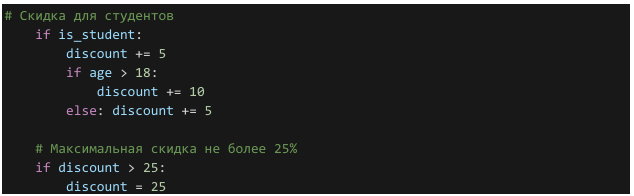 # Скидка для студентов
    if is_student:
        discount += 5
        if age > 18:
            discount += 10
        else: discount += 5

    # Максимальная скидка не более 25%
    if discount > 25:
        discount = 25